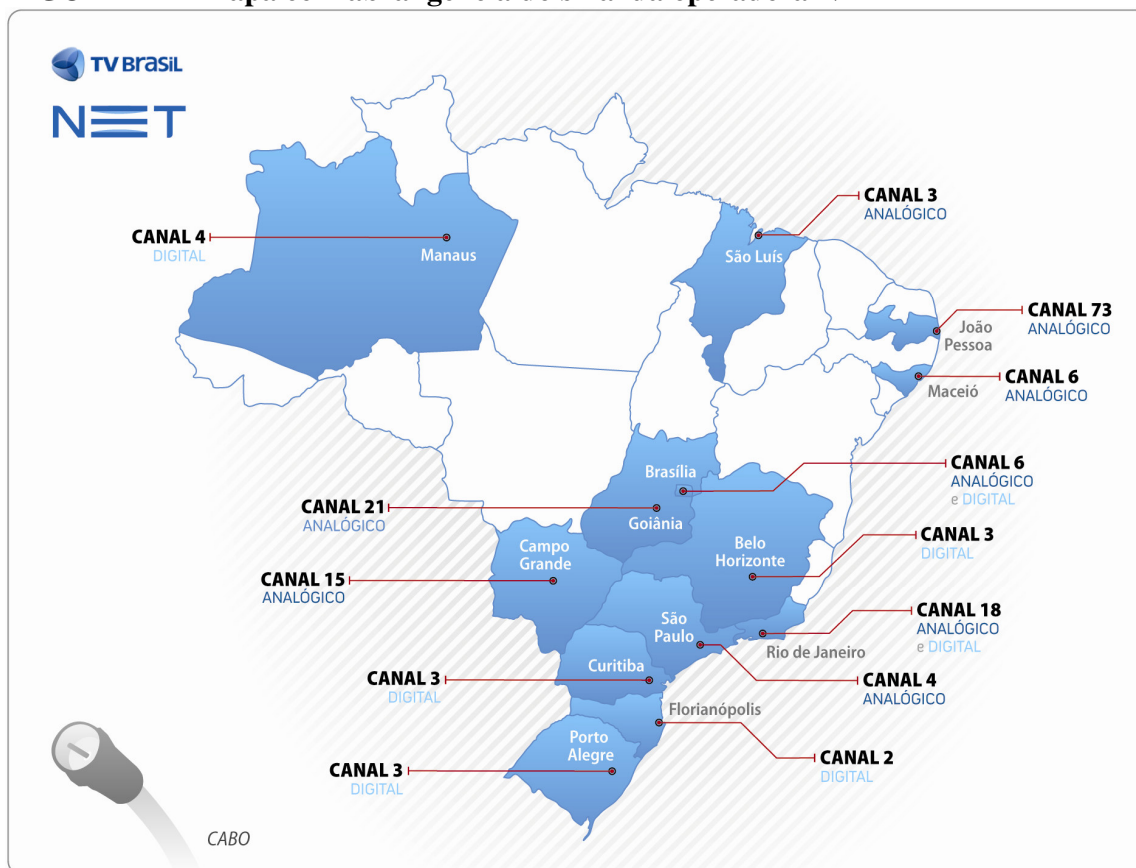 TV BRASIL
NET
CANAL 3
ANALÓGICO
São Luís
CANAL 4
DIGITAL
Manaus
CANAL 73
ANALÓGICO
João
Pessoa
CANAL 6
ANALÓGICO
Maceió
Brasília
CANAL 6
ANALÓGICO
e DIGITAL
CANAL 21
ANALÓGICO
Goiânia
Belo
Horizonte
CANAL 3
DIGITAL
Campo
Grande
CANAL 15
ANALÓGICO
CANAL 18
ANALÓGICO
e DIGITAL
Rio de Janeiro
São
Paulo
CANAL 4
ANALÓGICO
Curitiba
CANAL 3
DIGITAL
Florianópolis
CANAL 2
DIGITAL
Porto
Alegre
CANAL 3
DIGITAL
CABO